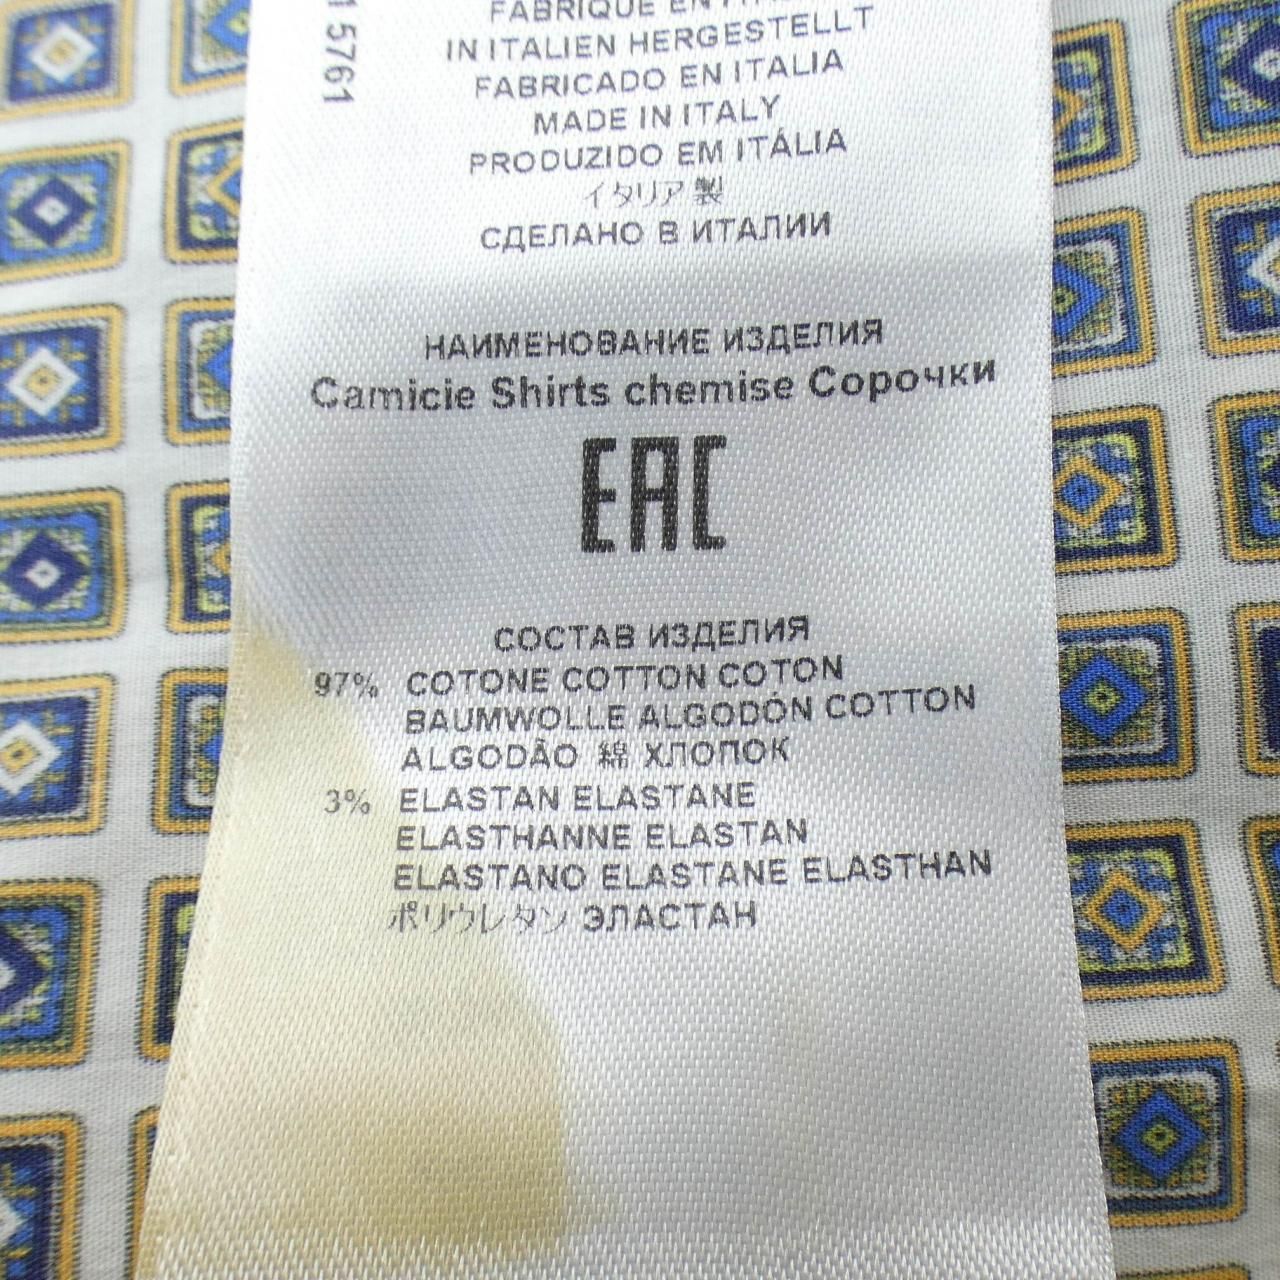 15761
FABRIQUÉ EN ITALIE
IN ITALIEN HERGESTELLT
FABRICADO EN ITALIA
MADE IN ITALY
PRODUZIDO EM ITÁLIA
イタリア製
СДЕЛАНО В ИТАЛИИ
НАИМЕНОВАНИЕ ИЗДЕЛИЯ
Camicie Shirts chemise Сорочки
EAC
СОСТАВ ИЗДЕЛИЯ
97% COTONE COTTON COTON
BAUMWOLLE ALGODÓN COTTON
ALGODÃO 綿 ХЛОПОК
3% ELASTAN ELASTANE
ELASTHANNE ELASTAN
ELASTANO ELASTANE ELASTHAN
ポリウレタン ЭЛАСТАН